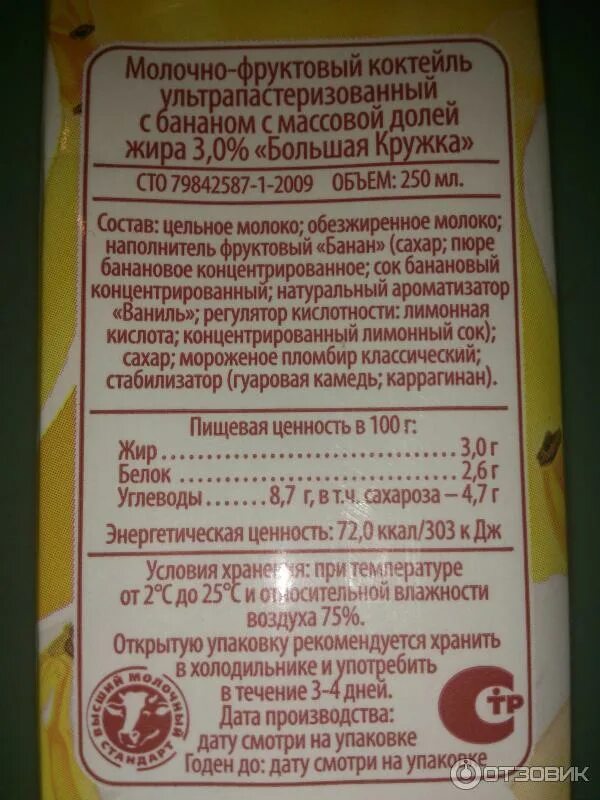 Молочно-фруктовый коктейль
ультрапастеризованный
с бананом с массовой долей
жира 3,0% «Большая Кружка»
СТО 79842587-1-2009 ОБЪЕМ: 250 мл.
Состав: цельное молоко; обезжиренное молоко;
наполнитель фруктовый «Банан» (сахар; пюре
банановое концентрированное; сок банановый
концентрированный; натуральный ароматизатор
«Ваниль»; регулятор кислотности: лимонная
кислота; концентрированный лимонный сок);
сахар; мороженое пломбир классический;
стабилизатор (гуаровая камедь; каррагинан).
Пищевая ценность в 100 г:
Жир ........................................ 3,0 г
Белок ..................................... 2,6 г
Углеводы ........ 8,7 г, в т.ч. сахароза – 4,7 г
Энергетическая ценность: 72,0 ккал/303 к Дж
Условия хранения: при температуре
от 2°С до 25°С и относительной влажности
воздуха 75%.
Открытую упаковку рекомендуется хранить
в холодильнике и употребить
в течение 3-4 дней.
Дата производства:
дату смотри на упаковке
Годен до: дату смотри на упаковке
ВЫСШИЙ МОЛОЧНЫЙ СТАНДАРТ
СТР
ОТЗОВИК